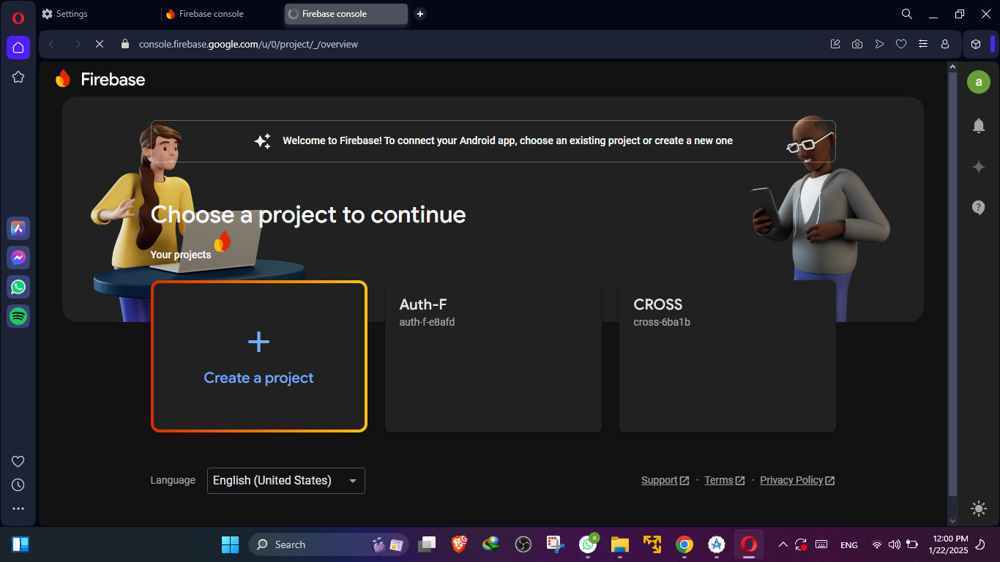 Settings
Firebase console
Firebase console
console.firebase.google.com/u/0/project/_/overview
Firebase
a
Welcome to Firebase! To connect your Android app, choose an existing project or create a new one
Choose a project to continue
Your projects
Create a project
Auth-F
auth-f-e8afd
CROSS
cross-6ba1b
Language
English (United States)
Support · Terms · Privacy Policy
Search
a
ENG
12:00 PM
1/22/2025